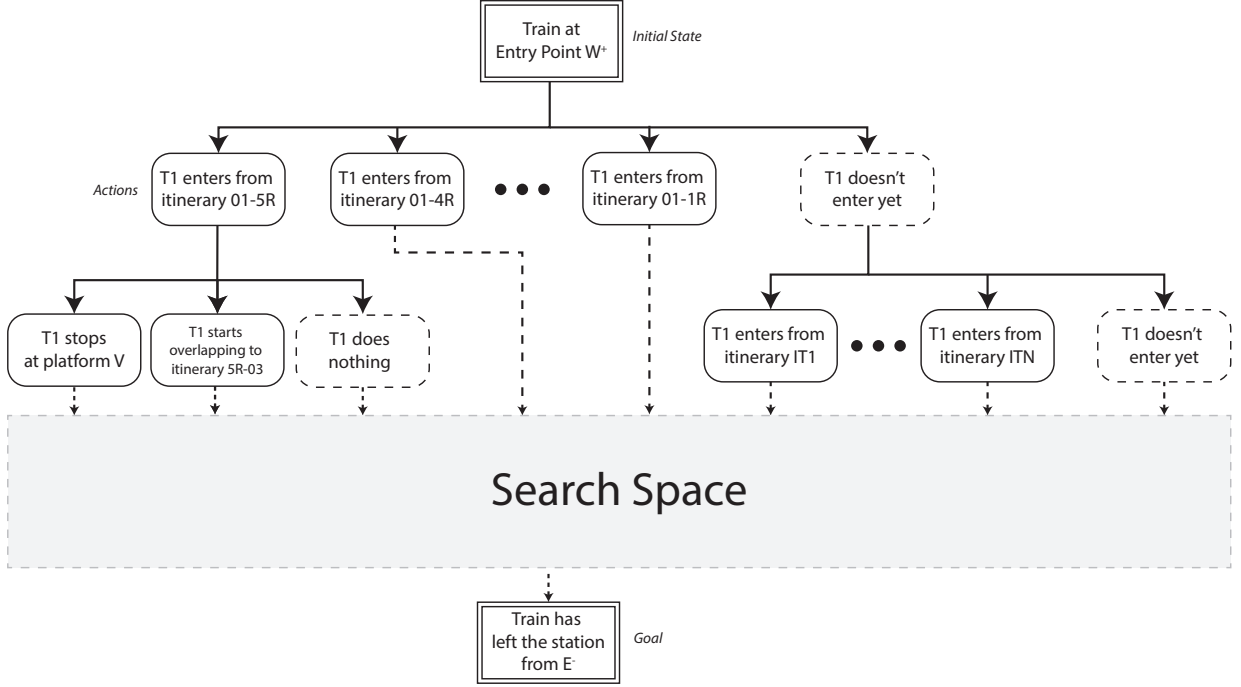 Train at
Entry Point W⁺
Initial State
Actions
T1 enters from
itinerary 01-5R
T1 enters from
itinerary 01-4R
T1 enters from
itinerary 01-1R
T1 doesn't
enter yet
T1 stops
at platform V
T1 starts
overlapping to
itinerary 5R-03
T1 does
nothing
T1 enters from
itinerary IT1
T1 enters from
itinerary ITN
T1 doesn't
enter yet
Search Space
Train has
left the station
from E⁻
Goal